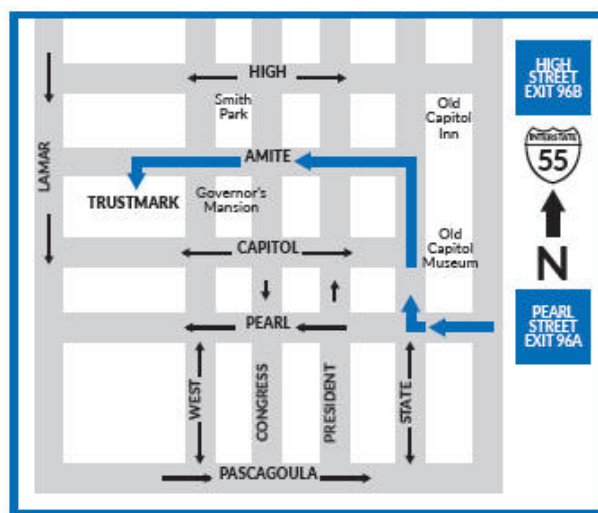 HIGH
STREET
EXIT 96B
HIGH
Smith
Park
Old
Capitol
Inn
INTERSTATE
55
LAMAR
AMITE
TRUSTMARK
Governor's
Mansion
CAPITOL
Old
Capitol
Museum
N
PEARL
STREET
EXIT 96A
PEARL
WEST
CONGRESS
PRESIDENT
STATE
PASCAGOULA